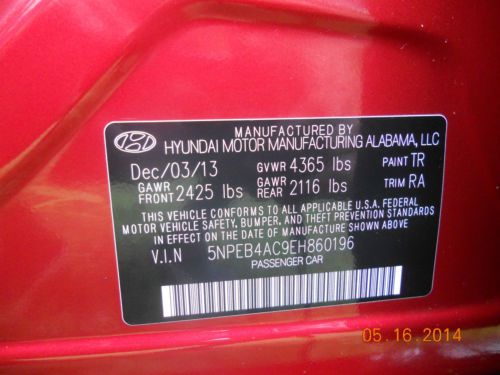 MANUFACTURED BY
HYUNDAI MOTOR MANUFACTURING ALABAMA, LLC
Dec/03/13 GVWR 4365 lbs PAINT TR
GAWR FRONT 2425 lbs GAWR REAR 2116 lbs TRIM RA
THIS VEHICLE CONFORMS TO ALL APPLICABLE U.S.A. FEDERAL
MOTOR VEHICLE SAFETY, BUMPER, AND THEFT PREVENTION STANDARDS
IN EFFECT ON THE DATE OF MANUFACTURE SHOWN ABOVE.
V.I.N 5NPEB4AC9EH860196
PASSENGER CAR
05.16.2014